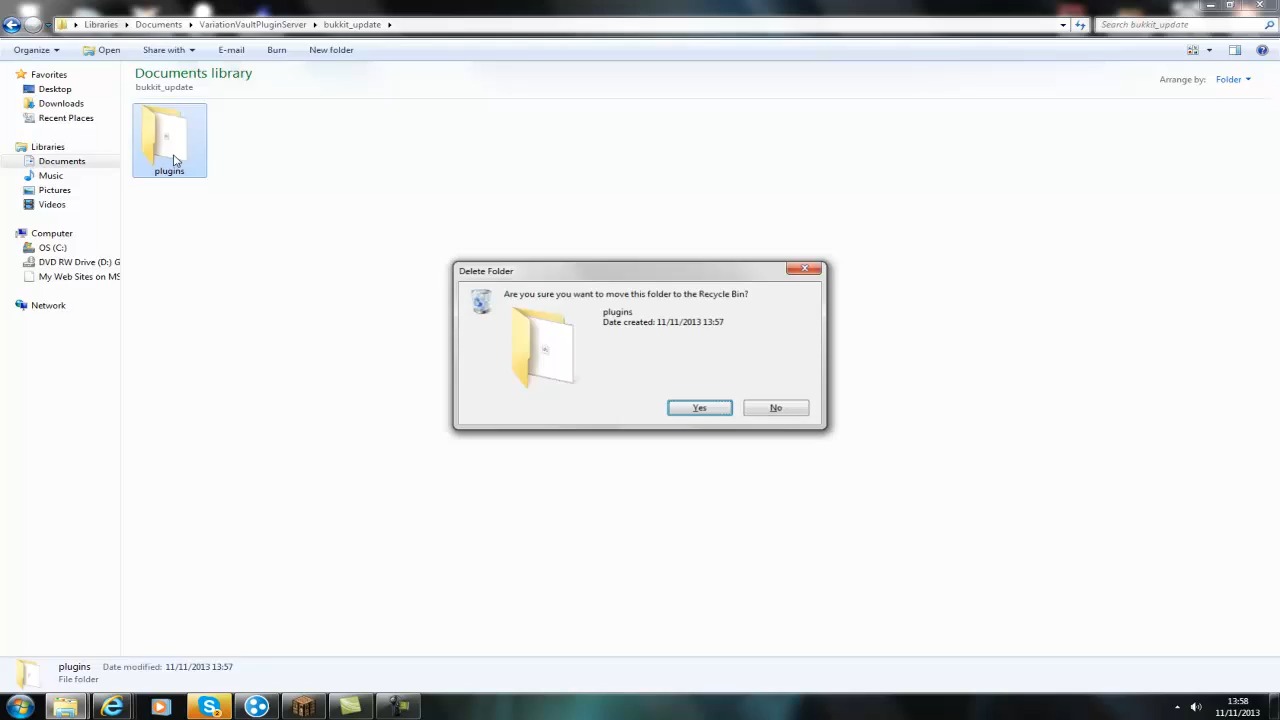 Libraries
Documents
VariationVaultPluginServer
bukkit_update
Search bukkit_update
Organize
Open
Share with
E-mail
Burn
New folder
Favorites
Desktop
Downloads
Recent Places
Libraries
Documents
Music
Pictures
Videos
Computer
OS (C:)
DVD RW Drive (D:) G
My Web Sites on MS
Network
Documents library
bukkit_update
Arrange by: Folder
plugins
Delete Folder
Are you sure you want to move this folder to the Recycle Bin?
plugins
Date created: 11/11/2013 13:57
Yes
No
plugins Date modified: 11/11/2013 13:57
File folder
2
13:58
11/11/2013